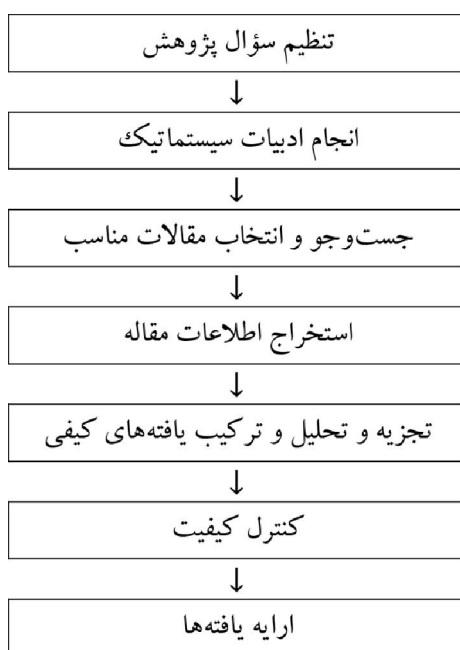 تنظیم سؤال پژوهش
↓
انجام ادبیات سیستماتیک
↓
جست‌وجو و انتخاب مقالات مناسب
↓
استخراج اطلاعات مقاله
↓
تجزیه و تحلیل و ترکیب یافته‌های کیفی
↓
کنترل کیفیت
↓
ارایه یافته‌ها